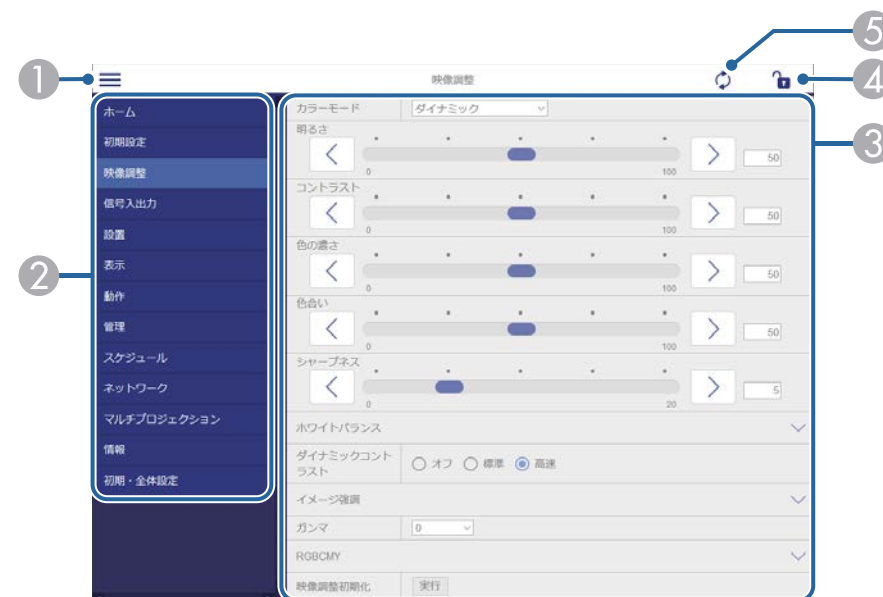 5
1
映像調整
4
ホーム
初期設定
映像調整
信号入出力
設置
表示
動作
管理
スケジュール
ネットワーク
マルチプロジェクション
情報
初期・全体設定
2
カラーモード ダイナミック
明るさ
0 100 50
コントラスト
0 100 50
色の濃さ
0 100 50
色合い
0 100 50
シャープネス
0 20 5
ホワイトバランス
ダイナミックコント
ラスト
オフ 標準 高速
イメージ強調
ガンマ 0
RGBCMY
映像調整初期化 実行
3